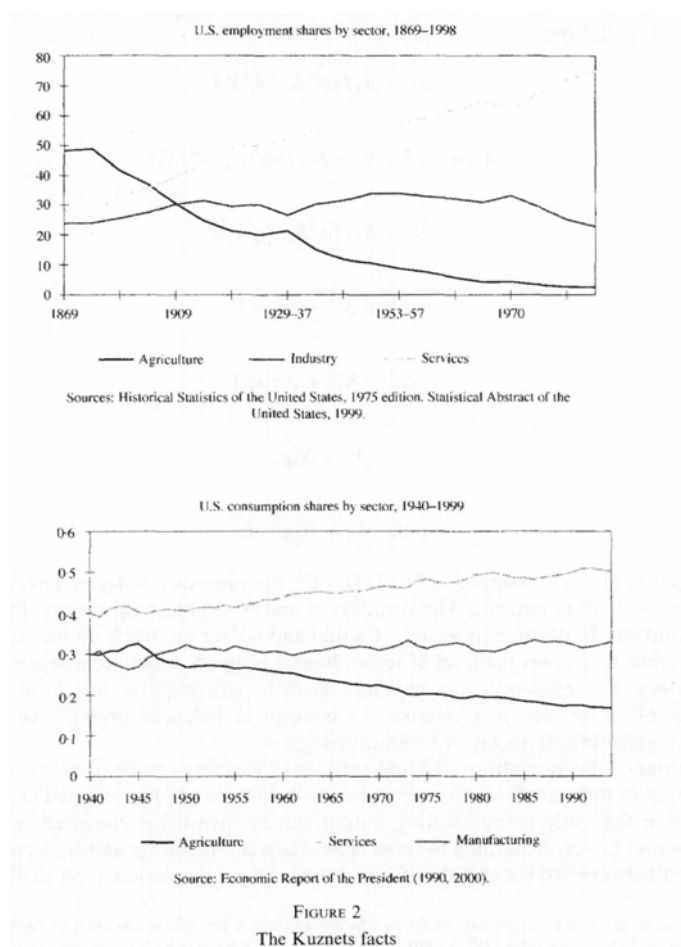 U.S. employment shares by sector, 1869–1998
80
70
60
50
40
30
20
10
0
1869 1909 1929–37 1953–57 1970
Agriculture Industry Services
Sources: Historical Statistics of the United States, 1975 edition. Statistical Abstract of the
United States, 1999.
U.S. consumption shares by sector, 1940–1999
0·6
0·5
0·4
0·3
0·2
0·1
0
1940 1945 1950 1955 1960 1965 1970 1975 1980 1985 1990
Agriculture Services Manufacturing
Source: Economic Report of the President (1990, 2000).
FIGURE 2
The Kuznets facts